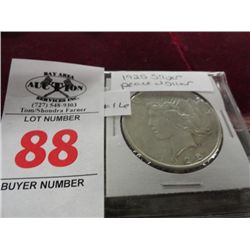 BAY AREA
AUCTION
SERVICES INC.
(727) 548-9303
Tom/Shondra Farner
LOT NUMBER
88
BUYER NUMBER
1925 Silver
peace dollar